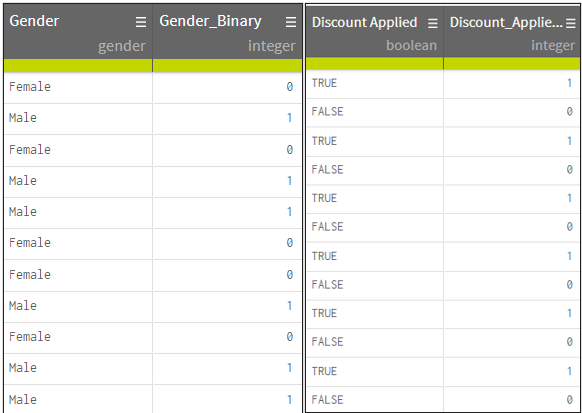 Gender Gender_Binary
gender integer
Female 0
Male 1
Female 0
Male 1
Male 1
Female 0
Female 0
Male 1
Female 0
Male 1
Male 1
Discount Applied Discount_Applie...
boolean integer
TRUE 1
FALSE 0
TRUE 1
FALSE 0
TRUE 1
FALSE 0
TRUE 1
FALSE 0
TRUE 1
FALSE 0
TRUE 1
FALSE 0